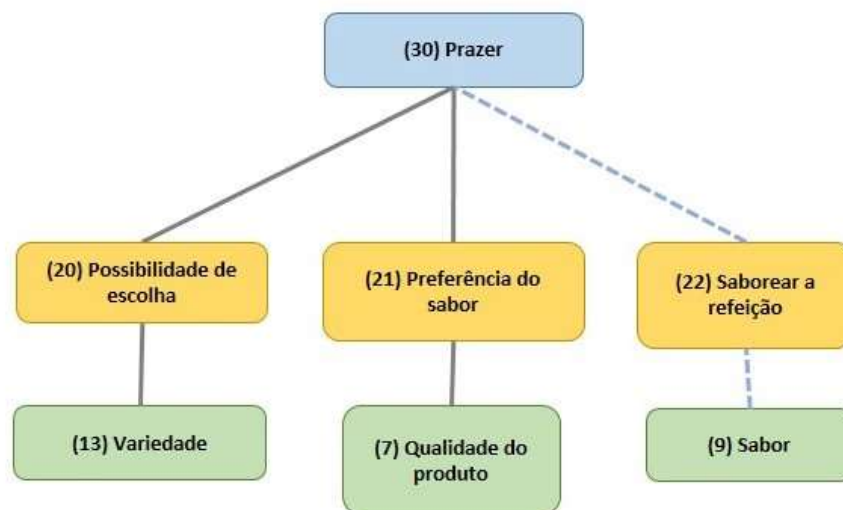 (30) Prazer
(20) Possibilidade de
escolha
(21) Preferência do
sabor
(22) Saborear a
refeição
(13) Variedade
(7) Qualidade do
produto
(9) Sabor